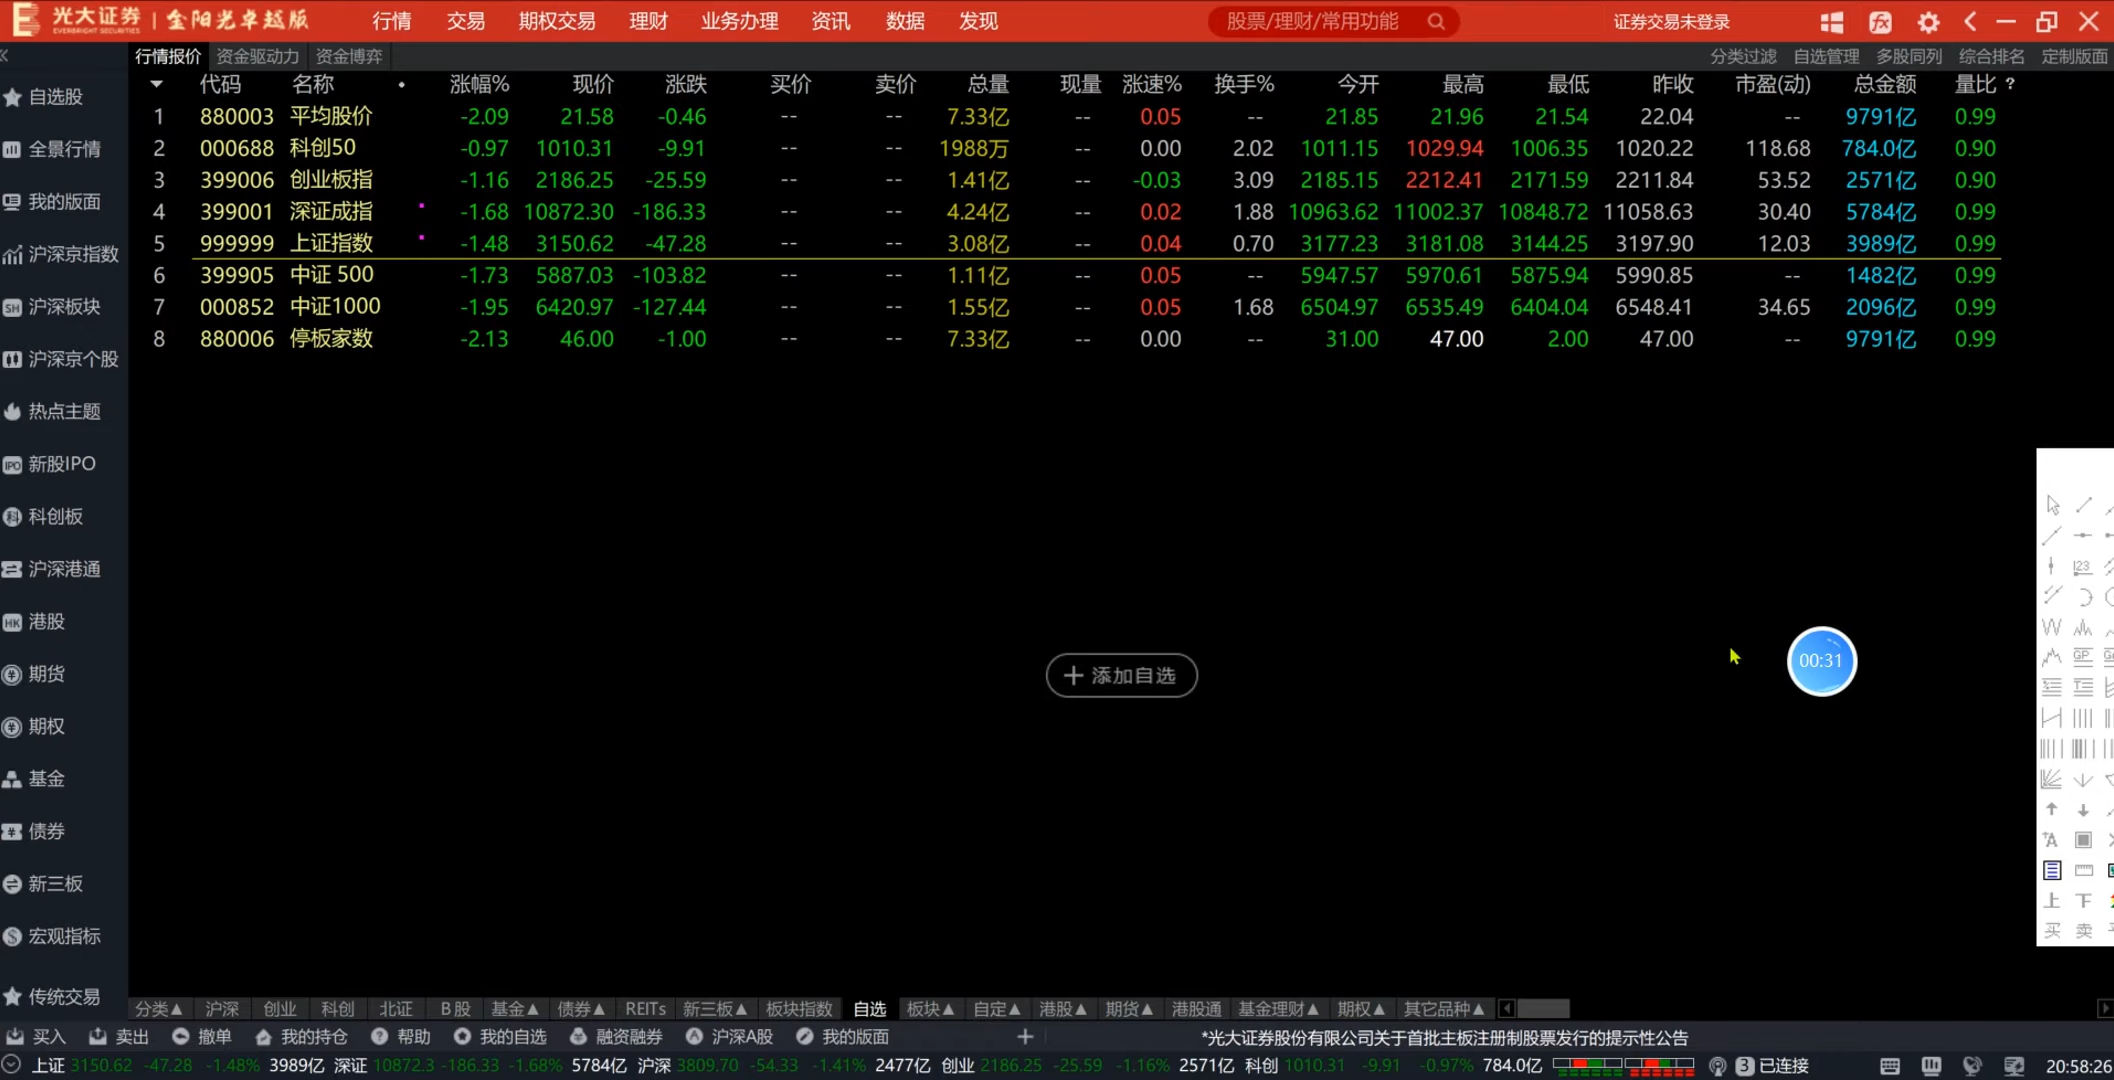 光大证券 EVERBRIGHT SECURITIES | 金阳光卓越版 行情 交易 期权交易 理财 业务办理 资讯 数据 发现 股票/理财/常用功能 证券交易未登录
行情报价 资金驱动力 资金博弈 分类过滤 自选管理 多股同列 综合排名 定制版面
代码 名称 涨幅% 现价 涨跌 买价 卖价 总量 现量 涨速% 换手% 今开 最高 最低 昨收 市盈(动) 总金额 量比 ?
1 880003 平均股价 -2.09 21.58 -0.46 -- -- 7.33亿 -- 0.05 -- 21.85 21.96 21.54 22.04 -- 9791亿 0.99
2 000688 科创50 -0.97 1010.31 -9.91 -- -- 1988万 -- 0.00 2.02 1011.15 1029.94 1006.35 1020.22 118.68 784.0亿 0.90
3 399006 创业板指 -1.16 2186.25 -25.59 -- -- 1.41亿 -- -0.03 3.09 2185.15 2212.41 2171.59 2211.84 53.52 2571亿 0.90
4 399001 深证成指 -1.68 10872.30 -186.33 -- -- 4.24亿 -- 0.02 1.88 10963.62 11002.37 10848.72 11058.63 30.40 5784亿 0.99
5 999999 上证指数 -1.48 3150.62 -47.28 -- -- 3.08亿 -- 0.04 0.70 3177.23 3181.08 3144.25 3197.90 12.03 3989亿 0.99
6 399905 中证 500 -1.73 5887.03 -103.82 -- -- 1.11亿 -- 0.05 -- 5947.57 5970.61 5875.94 5990.85 -- 1482亿 0.99
7 000852 中证1000 -1.95 6420.97 -127.44 -- -- 1.55亿 -- 0.05 1.68 6504.97 6535.49 6404.04 6548.41 34.65 2096亿 0.99
8 880006 停板家数 -2.13 46.00 -1.00 -- -- 7.33亿 -- 0.00 -- 31.00 47.00 2.00 47.00 -- 9791亿 0.99
自选股
全景行情
我的版面
沪深京指数
SH 沪深板块
沪深京个股
热点主题
IPO 新股IPO
科创板
沪深港通
HK 港股
期货
期权
基金
债券
新三板
宏观指标
传统交易
添加自选
00:31
123
GP
A
上 下
买 卖
分类▲ 沪深 创业 科创 北证 B股 基金▲ 债券▲ REITs 新三板▲ 板块指数 自选 板块▲ 自定▲ 港股▲ 期货▲ 港股通 基金理财▲ 期权▲ 其它品种▲
买入 卖出 撤单 我的持仓 帮助 我的自选 融资融券 沪深A股 我的版面 + *光大证券股份有限公司关于首批主板注册制股票发行的提示性公告
上证 3150.62 -47.28 -1.48% 3989亿 深证 10872.3 -186.33 -1.68% 5784亿 沪深 3809.70 -54.33 -1.41% 2477亿 创业 2186.25 -25.59 -1.16% 2571亿 科创 1010.31 -9.91 -0.97% 784.0亿 3 已连接 20:58:26